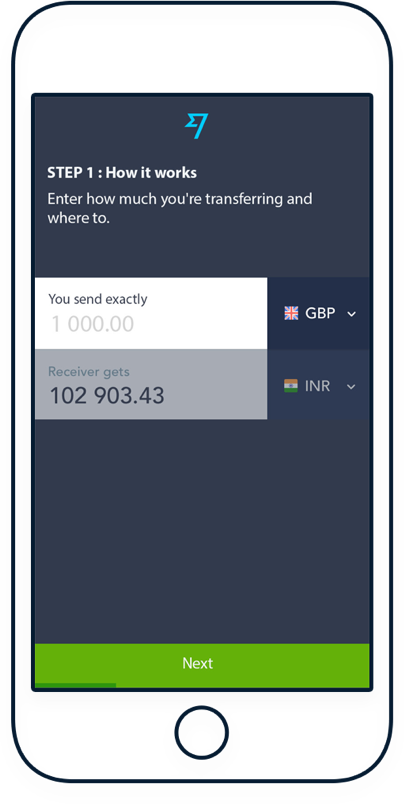 STEP 1 : How it works
Enter how much you're transferring and
where to.
You send exactly
1 000.00
GBP
Receiver gets
102 903.43
INR
Next